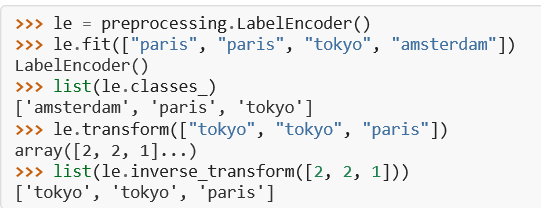 >>> le = preprocessing.LabelEncoder()
>>> le.fit(["paris", "paris", "tokyo", "amsterdam"])
LabelEncoder()
>>> list(le.classes_)
['amsterdam', 'paris', 'tokyo']
>>> le.transform(["tokyo", "tokyo", "paris"])
array([2, 2, 1]...)
>>> list(le.inverse_transform([2, 2, 1]))
['tokyo', 'tokyo', 'paris']